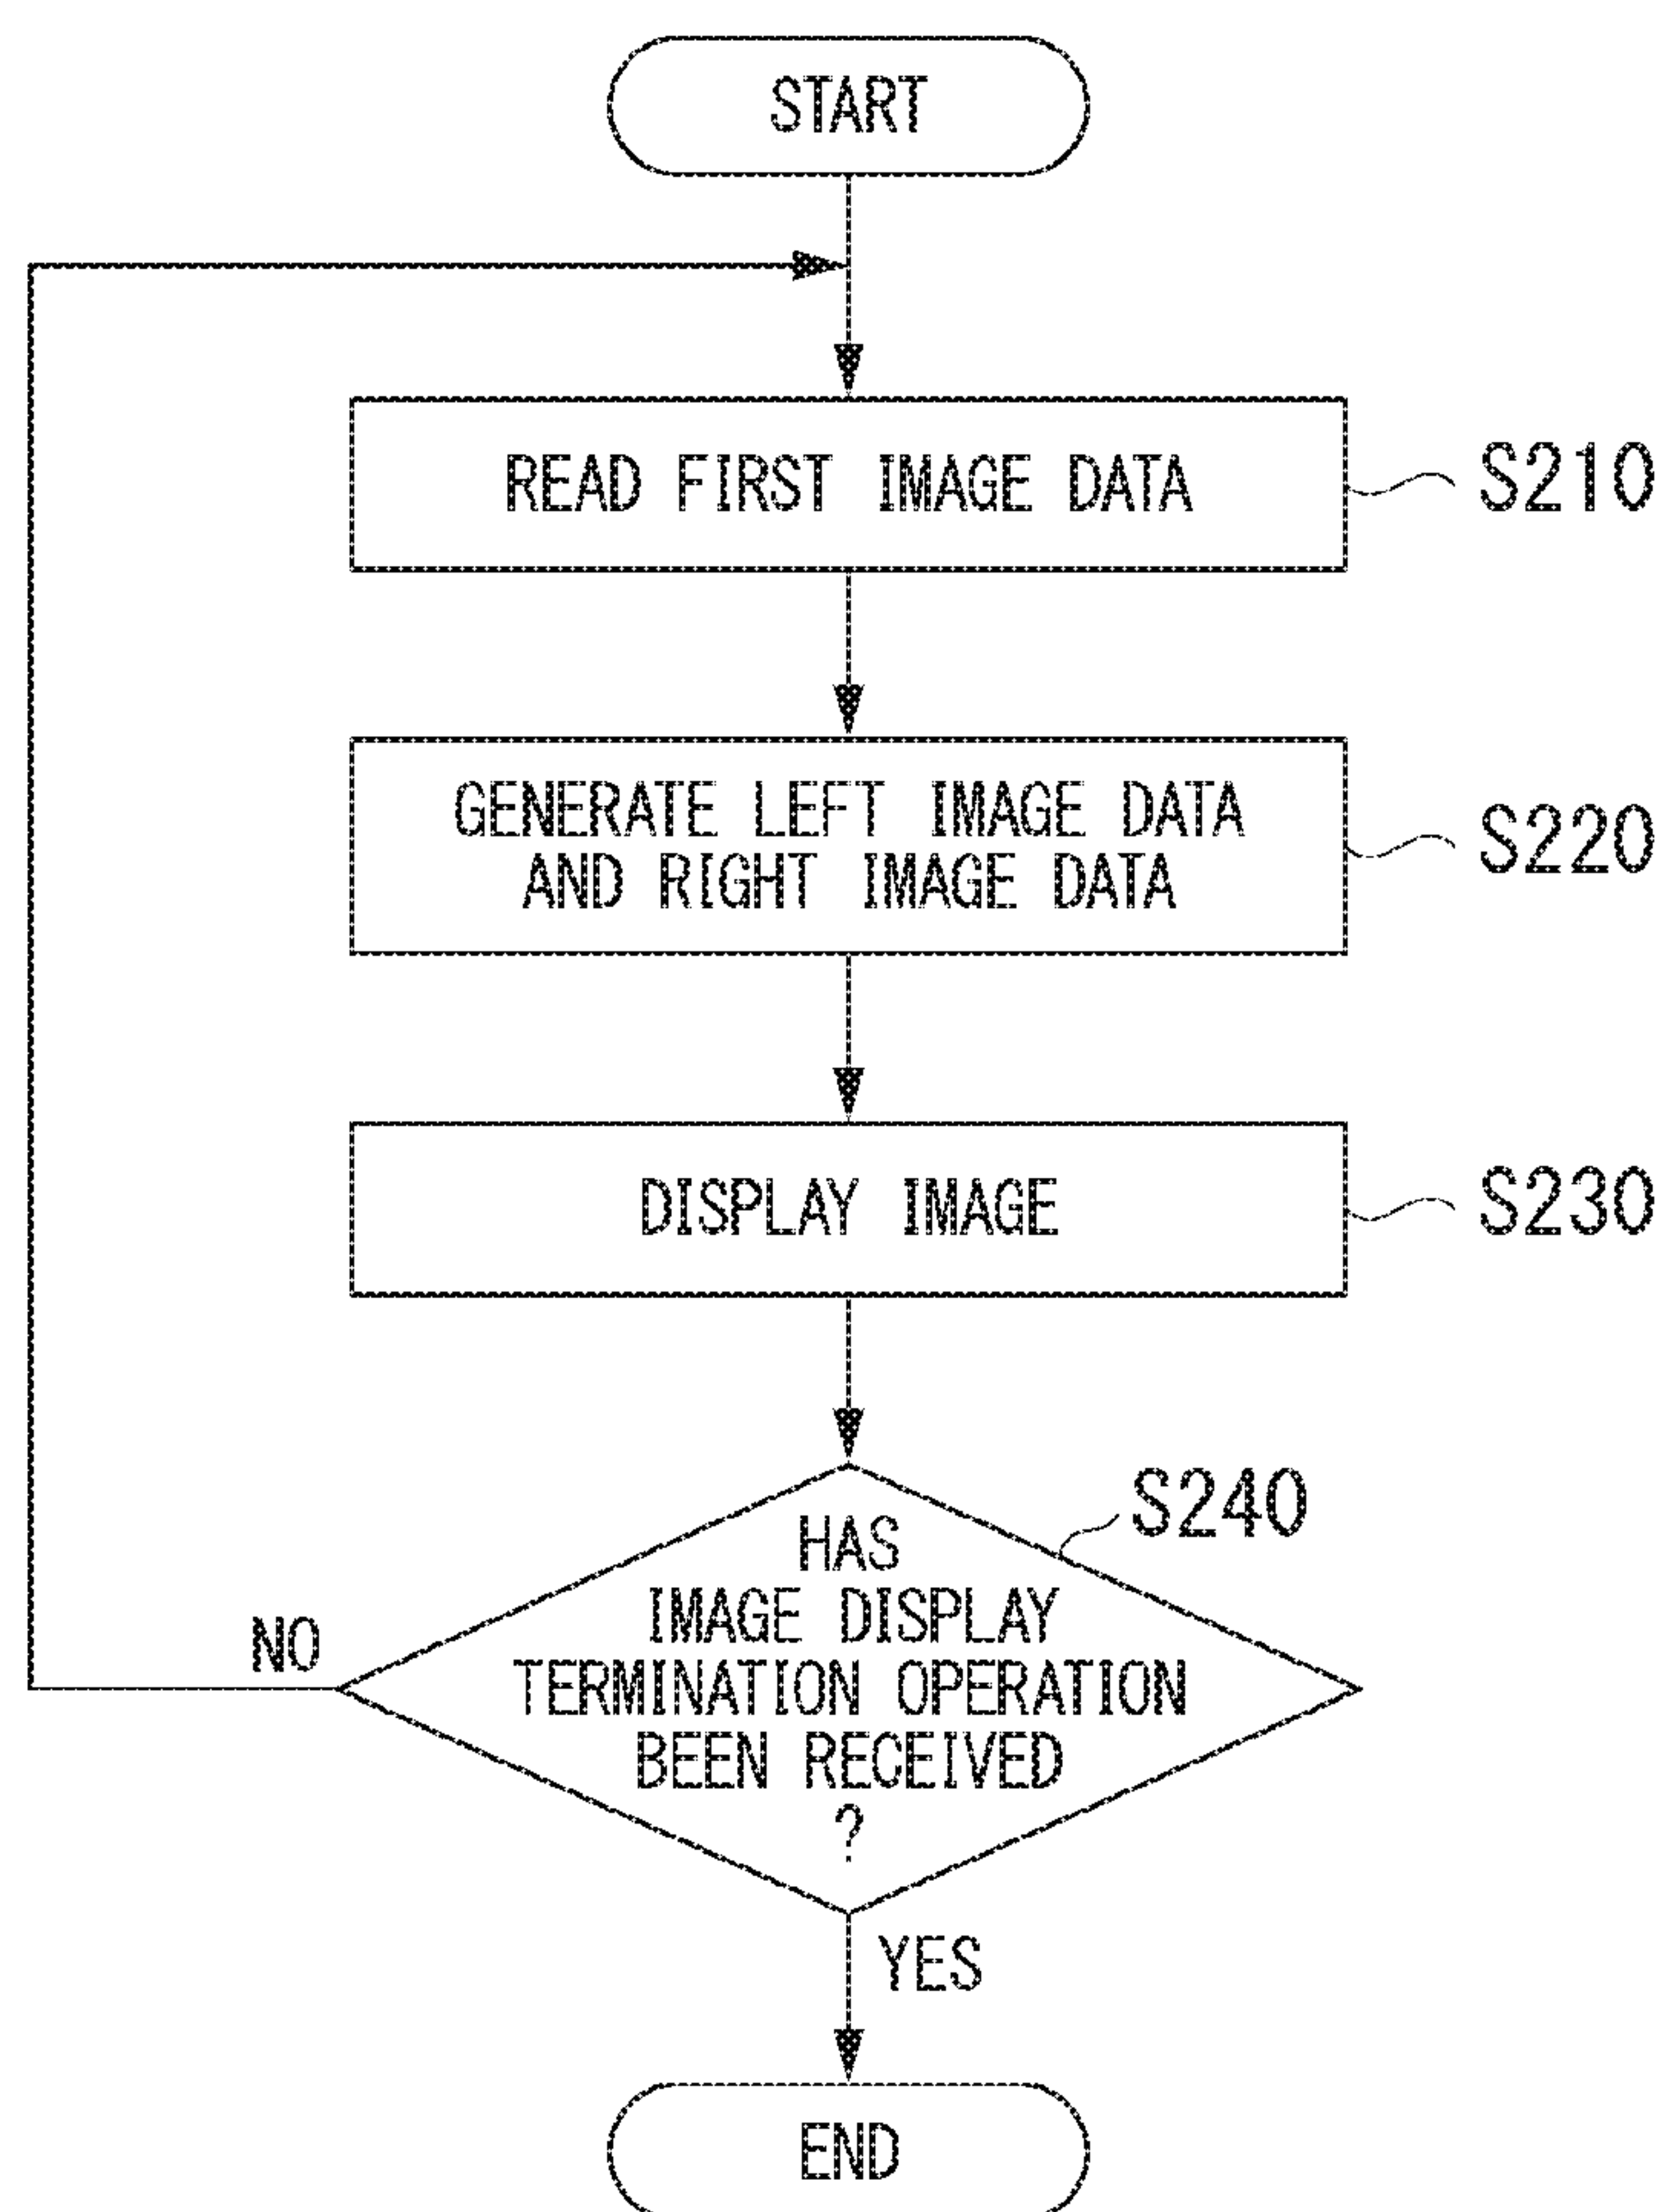 START
READ FIRST IMAGE DATA
S210
GENERATE LEFT IMAGE DATA
AND RIGHT IMAGE DATA
S220
DISPLAY IMAGE
S230
S240
HAS
IMAGE DISPLAY
TERMINATION OPERATION
BEEN RECEIVED
?
NO
YES
END